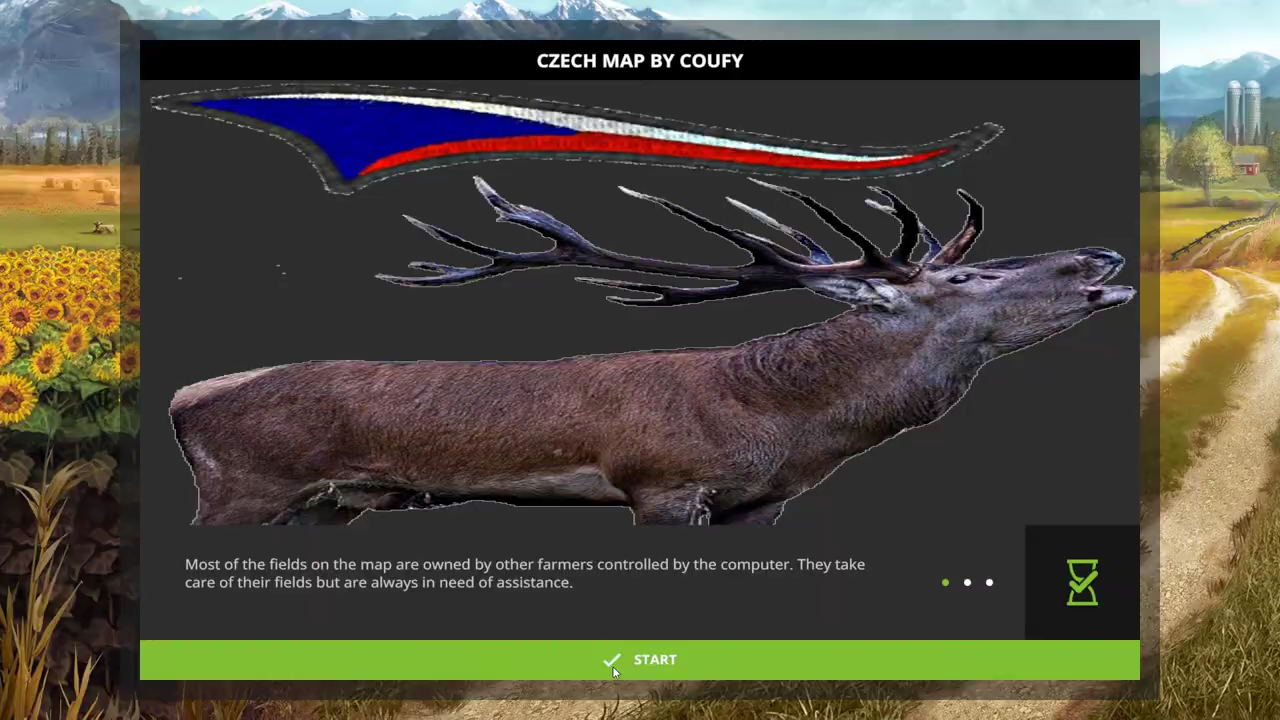 CZECH MAP BY COUFY
Most of the fields on the map are owned by other farmers controlled by the computer. They take
care of their fields but are always in need of assistance.
START